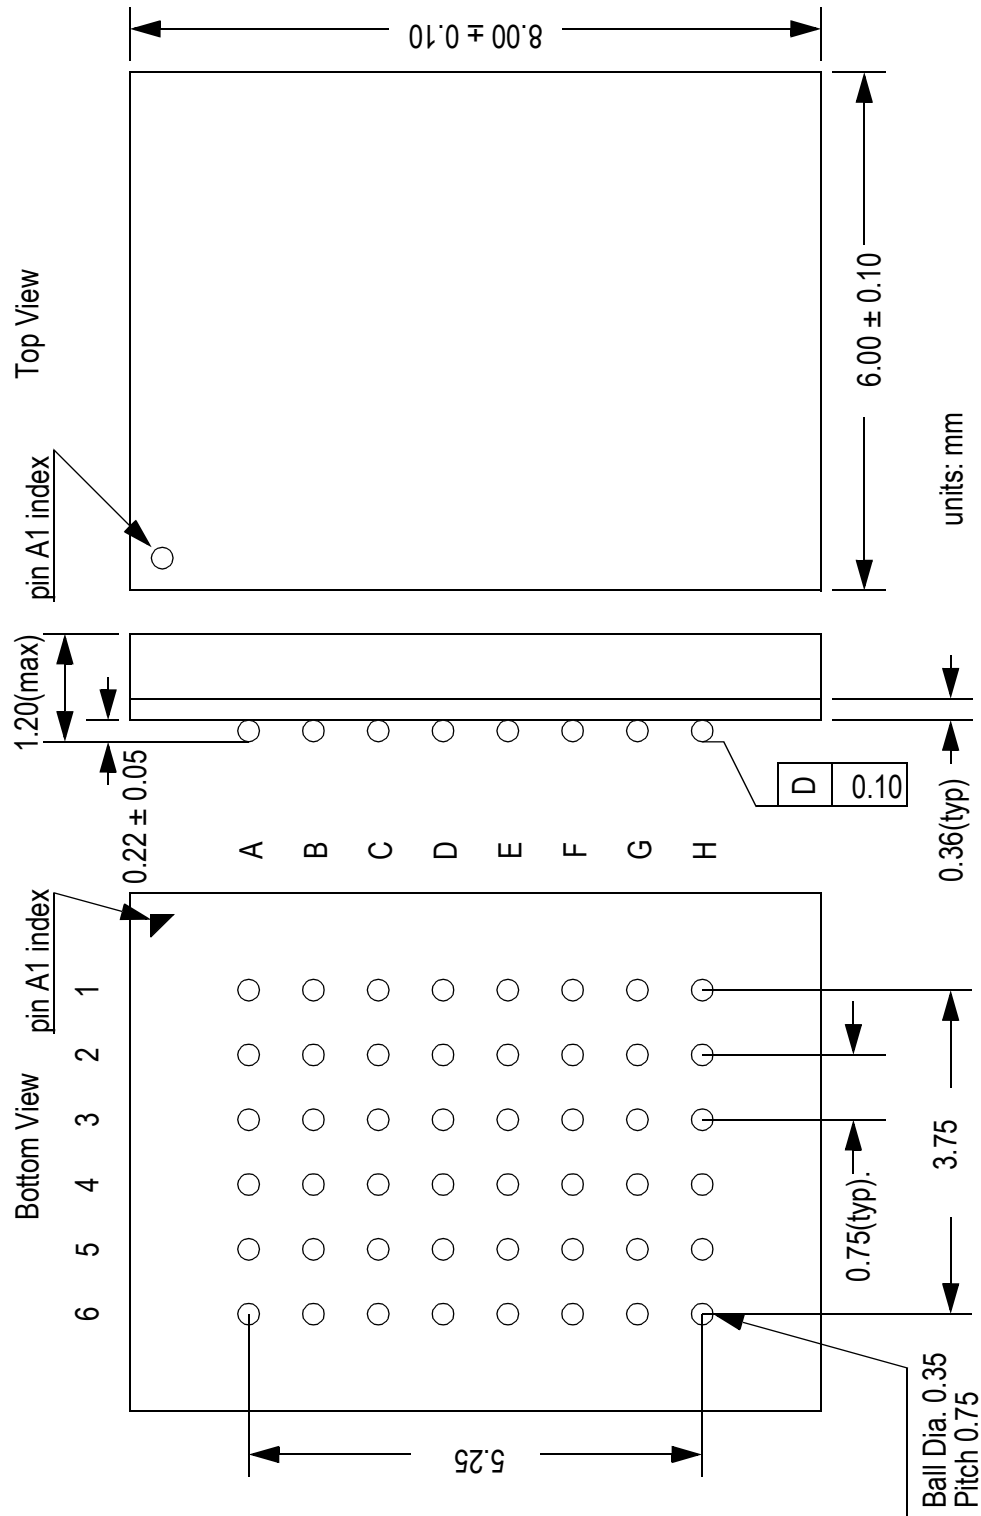 Top View
pin A1 index
8.00 ± 0.10
6.00 ± 0.10
units: mm
1.20(max)
0.22 ± 0.05
D 0.10
0.36(typ)
Bottom View
pin A1 index
A B C D E F G H
1
2
3
4
5
6
0.75(typ).
3.75
5.25
Ball Dia. 0.35
Pitch 0.75